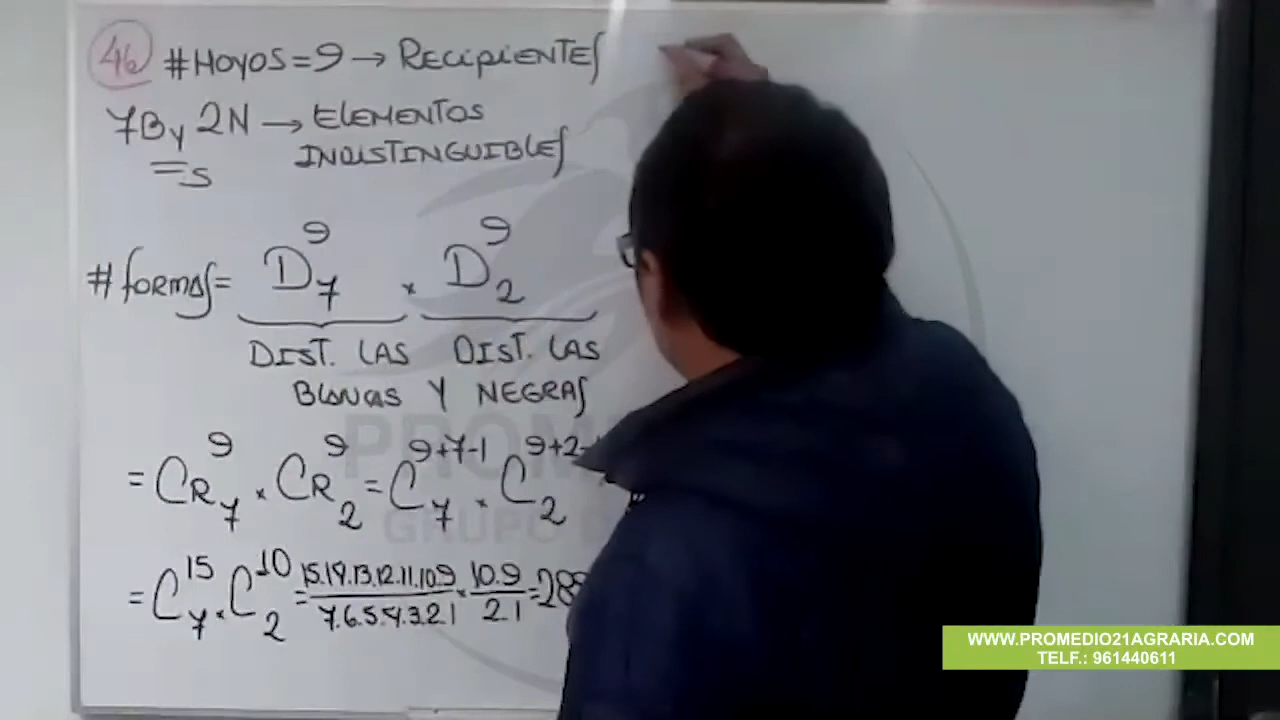 46 #HOYOS=9→RECIPIENTES
7B y 2N→ELEMENTOS
INDISTINGUIBLES
=S
#FORMAS= D 9 7 × D 9 2
DIST. LAS DIST. LAS
BLANCAS Y NEGRAS
= CR 9 7 × CR 9 2 = C 9+7-1 7 × C 9+2- 2
= C 15 7 × C 10 2 = 15.14.13.12.11.10.9 / 7.6.5.4.3.2.1 × 10.9 / 2.1 =
GRUPO
WWW.PROMEDIO21AGRARIA.COM
TELF.: 961440611